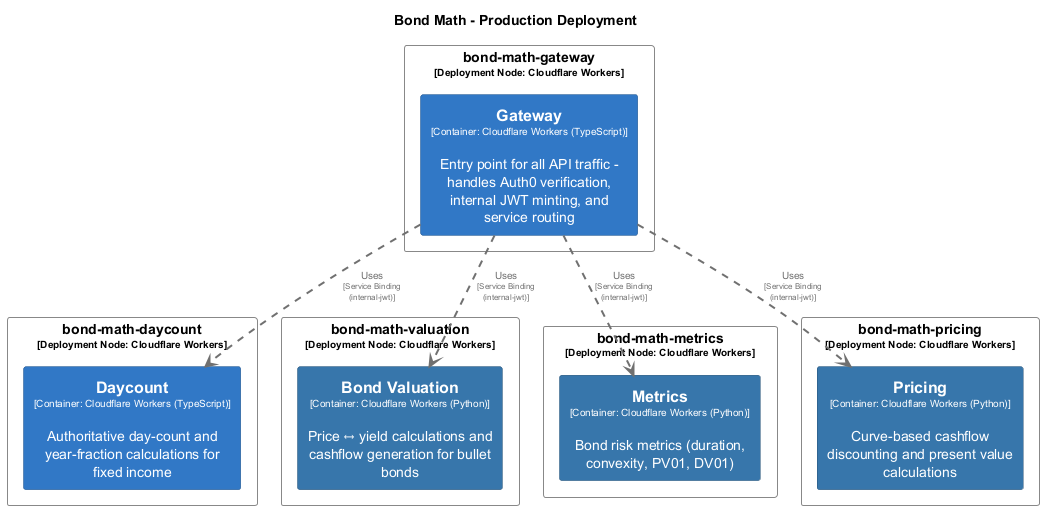 Bond Math - Production Deployment
bond-math-gateway
[Deployment Node: Cloudflare Workers]
Gateway
[Container: Cloudflare Workers (TypeScript)]
Entry point for all API traffic -
handles Auth0 verification,
internal JWT minting, and
service routing
Uses
[Service Binding
(internal-jwt)]
Uses
[Service Binding
(internal-jwt)]
Uses
[Service Binding
(internal-jwt)]
Uses
[Service Binding
(internal-jwt)]
bond-math-daycount
[Deployment Node: Cloudflare Workers]
Daycount
[Container: Cloudflare Workers (TypeScript)]
Authoritative day-count and
year-fraction calculations for
fixed income
bond-math-valuation
[Deployment Node: Cloudflare Workers]
Bond Valuation
[Container: Cloudflare Workers (Python)]
Price ↔ yield calculations and
cashflow generation for bullet
bonds
bond-math-metrics
[Deployment Node: Cloudflare Workers]
Metrics
[Container: Cloudflare Workers (Python)]
Bond risk metrics (duration,
convexity, PV01, DV01)
bond-math-pricing
[Deployment Node: Cloudflare Workers]
Pricing
[Container: Cloudflare Workers (Python)]
Curve-based cashflow
discounting and present value
calculations